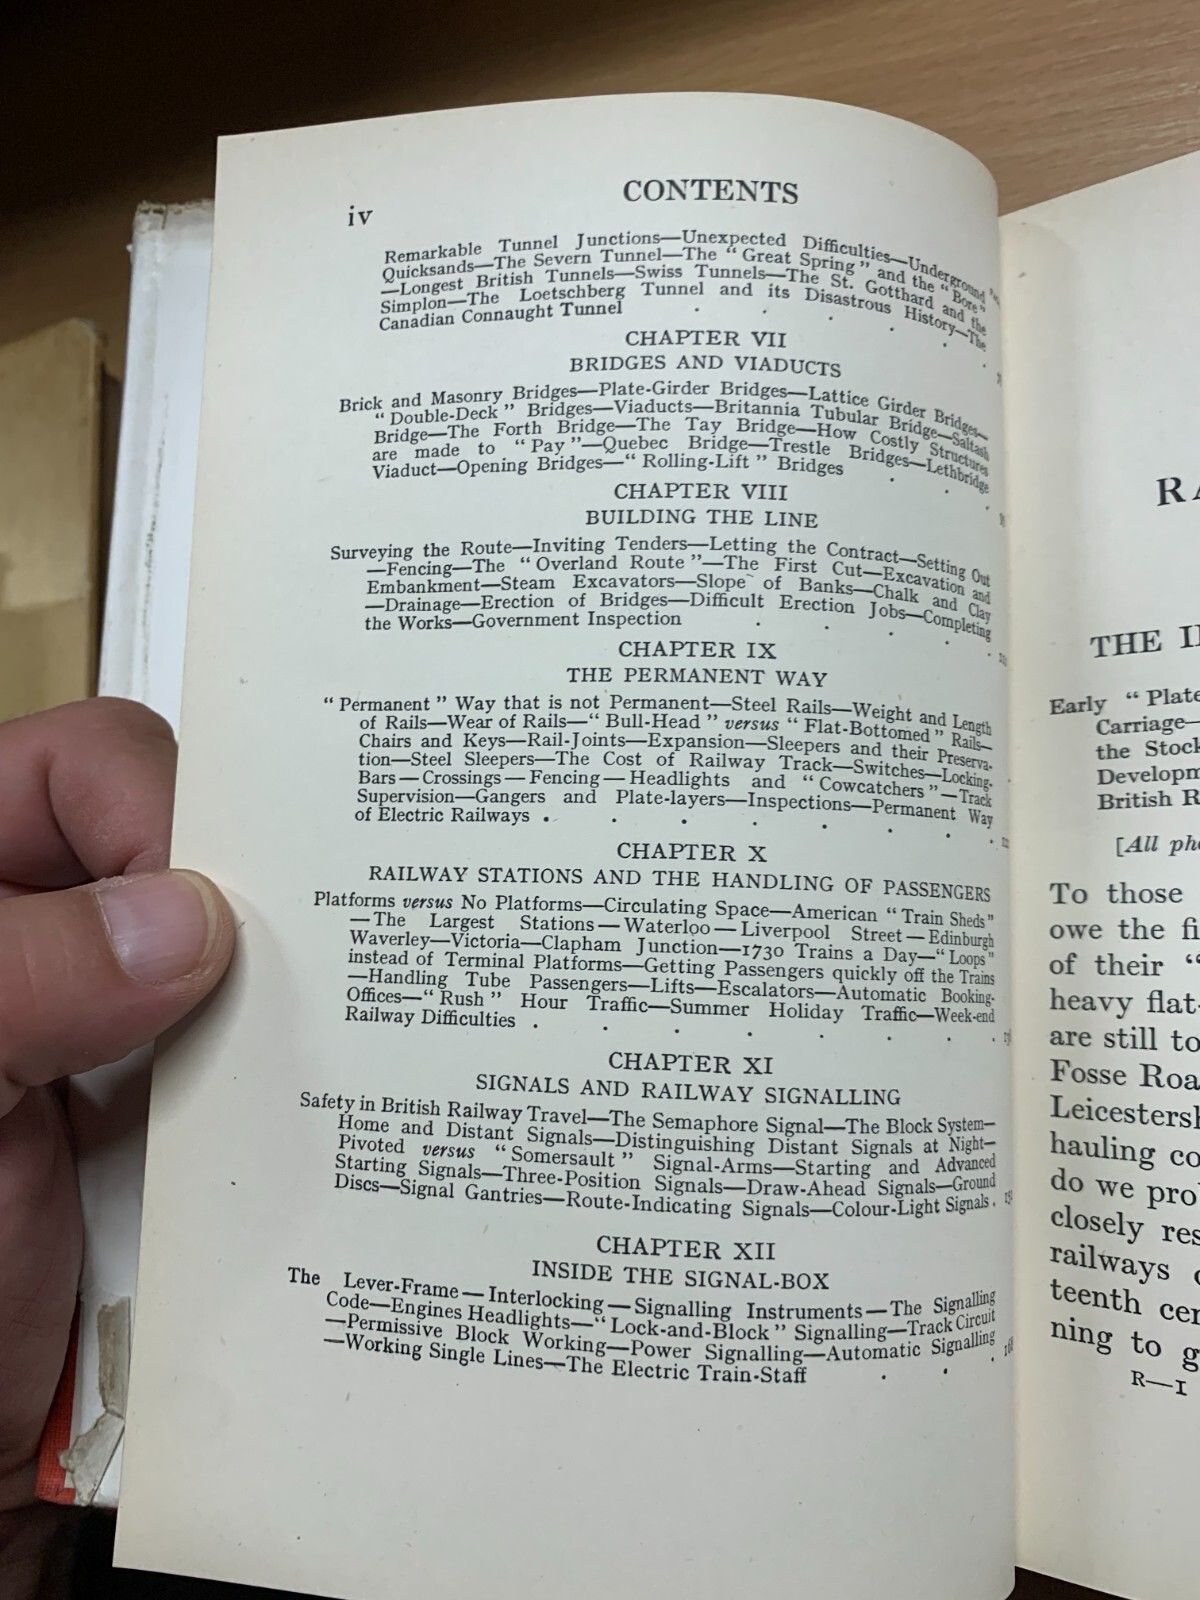 CONTENTS
iv
Remarkable Tunnel Junctions—Unexpected Difficulties—Underground
Quicksands—The Severn Tunnel—The “Great Spring” and the “Bore”
—Longest British Tunnels—Swiss Tunnels—The St. Gotthard and the
Simplon—The Loetschberg Tunnel and its Disastrous History—The
Canadian Connaught Tunnel . . . . .
CHAPTER VII
BRIDGES AND VIADUCTS
Brick and Masonry Bridges—Plate-Girder Bridges—Lattice Girder Bridges—
“Double-Deck” Bridges—Viaducts—Britannia Tubular Bridge—Saltash
Bridge—The Forth Bridge—The Tay Bridge—How Costly Structures
are made to “Pay”—Quebec Bridge—Trestle Bridges—Lethbridge
Viaduct—Opening Bridges—“Rolling-Lift” Bridges . . .
CHAPTER VIII
BUILDING THE LINE
Surveying the Route—Inviting Tenders—Letting the Contract—Setting Out
—Fencing—The “Overland Route”—The First Cut—Excavation and
Embankment—Steam Excavators—Slope of Banks—Chalk and Clay
—Drainage—Erection of Bridges—Difficult Erection Jobs—Completing
the Works—Government Inspection . . . .
CHAPTER IX
THE PERMANENT WAY
“Permanent” Way that is not Permanent—Steel Rails—Weight and Length
of Rails—Wear of Rails—“Bull-Head” versus “Flat-Bottomed” Rails—
Chairs and Keys—Rail-Joints—Expansion—Sleepers and their Preserva-
tion—Steel Sleepers—The Cost of Railway Track—Switches—Locking-
Bars—Crossings—Fencing—Headlights and “Cowcatchers”—Track
Supervision—Gangers and Plate-layers—Inspections—Permanent Way
of Electric Railways . . . . . . .
CHAPTER X
RAILWAY STATIONS AND THE HANDLING OF PASSENGERS
Platforms versus No Platforms—Circulating Space—American “Train Sheds”
—The Largest Stations—Waterloo—Liverpool Street—Edinburgh
Waverley—Victoria—Clapham Junction—1730 Trains a Day—“Loops”
instead of Terminal Platforms—Getting Passengers quickly off the Trains
—Handling Tube Passengers—Lifts—Escalators—Automatic Booking-
Offices—“Rush” Hour Traffic—Summer Holiday Traffic—Week-end
Railway Difficulties . . . . . . .
CHAPTER XI
SIGNALS AND RAILWAY SIGNALLING
Safety in British Railway Travel—The Semaphore Signal—The Block System—
Home and Distant Signals—Distinguishing Distant Signals at Night—
Pivoted versus “Somersault” Signal-Arms—Starting and Advanced
Starting Signals—Three-Position Signals—Draw-Ahead Signals—Ground
Discs—Signal Gantries—Route-Indicating Signals—Colour-Light Signals .
CHAPTER XII
INSIDE THE SIGNAL-BOX
The Lever-Frame—Interlocking—Signalling Instruments—The Signalling
Code—Engines Headlights—“Lock-and-Block” Signalling—Track Circuit
—Permissive Block Working—Power Signalling—Automatic Signalling
—Working Single Lines—The Electric Train-Staff . . .
THE
Early “Plate
Carriage—
the Stock
British R
[All
To those
owe the
of their “
heavy flat-
are still to
Fosse
hauling
do we
closely
railways
ning to g
R—I